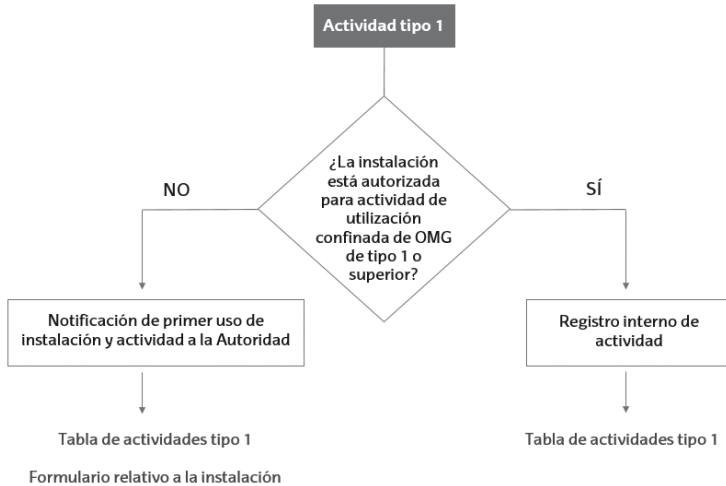 Actividad tipo 1
¿La instalación
está autorizada
para actividad de
utilización
confinada de OMG
de tipo 1 o
superior?
NO
SÍ
Notificación de primer uso de
instalación y actividad a la Autoridad
Registro interno de
actividad
Tabla de actividades tipo 1
Formulario relativo a la instalación
Tabla de actividades tipo 1